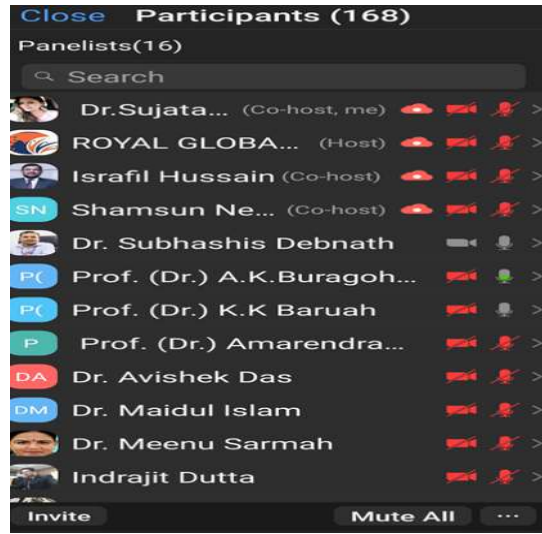 Close Participants (168)
Panelists(16)
Search
Dr.Sujata... (Co-host, me)
ROYAL GLOBA... (Host)
Israfil Hussain (Co-host)
SN Shamsun Ne... (Co-host)
Dr. Subhashis Debnath
P( Prof. (Dr.) A.K.Buragoh...
P( Prof. (Dr.) K.K Baruah
P Prof. (Dr.) Amarendra...
DA Dr. Avishek Das
DM Dr. Maidul Islam
Dr. Meenu Sarmah
Indrajit Dutta
Invite Mute All ...